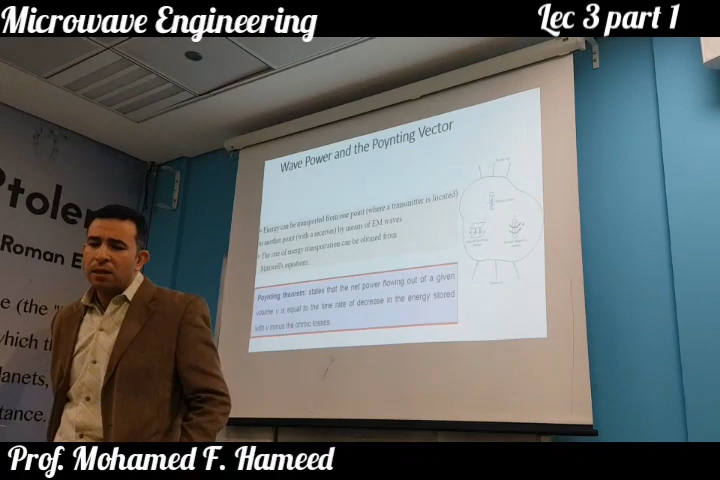 Microwave Engineering
Lec 3 part 1
Wave Power and the Poynting Vector
Energy can be transported from one point (where a transmitter is located)
to another point (with a receiver) by means of EM waves
The rate of energy transportation can be obtined from
Maxwell's equations:
Poynting theorem: states that the net power flowing out of a given
volume v is equal to the time rate of decrease in the energy stored
with v minus the ohmic losses.
Ptolem
Roman E
e (the "
which th
lanets,
tance.
Prof. Mohamed F. Hameed